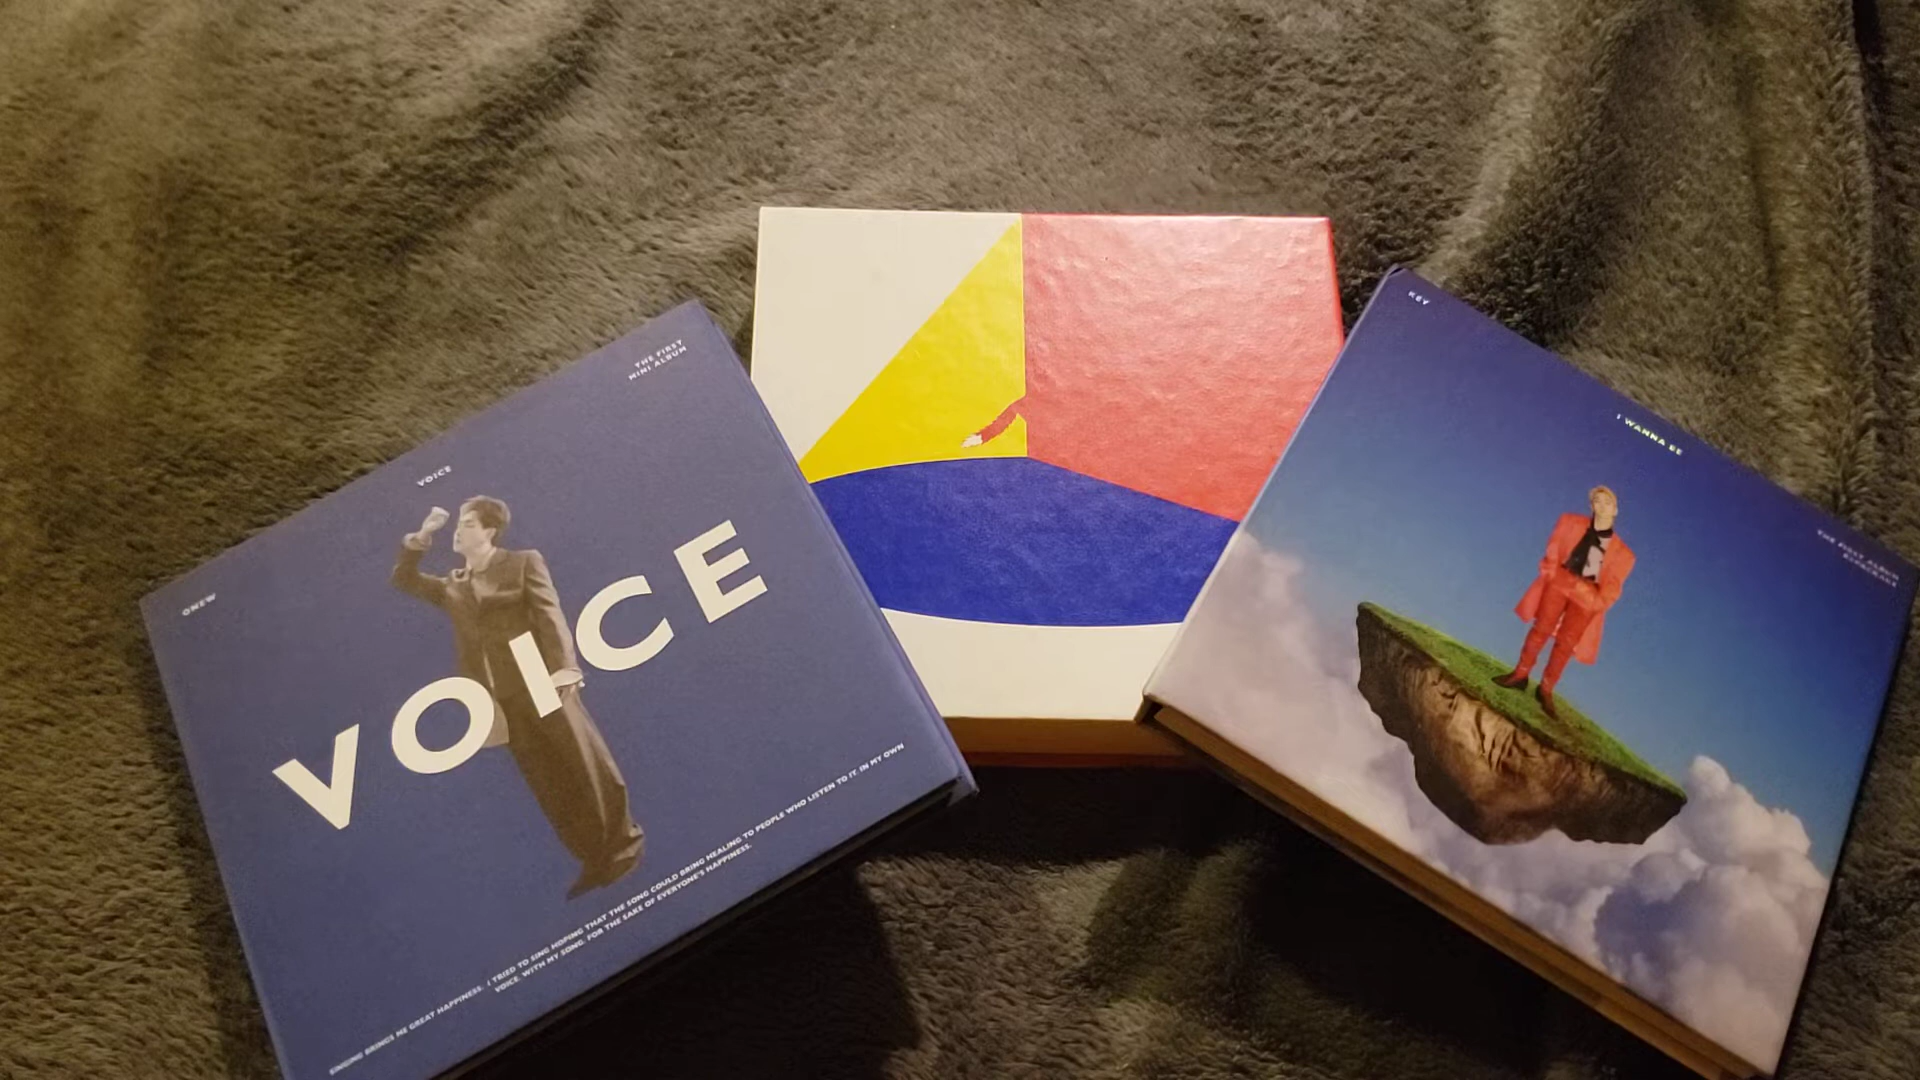 THE FIRST
MINI ALBUM
VOICE
ONEW
VOICE
SINGING BRINGS ME GREAT HAPPINESS. I TRIED TO SING HOPING THAT THE SONG COULD BRING HEALING TO PEOPLE WHO LISTEN TO IT. IN MY OWN
VOICE. WITH MY SONG. FOR THE SAKE OF EVERYONE'S HAPPINESS.
KEY
I WANNA BE
THE FIRST ALBUM
REPACKAGE